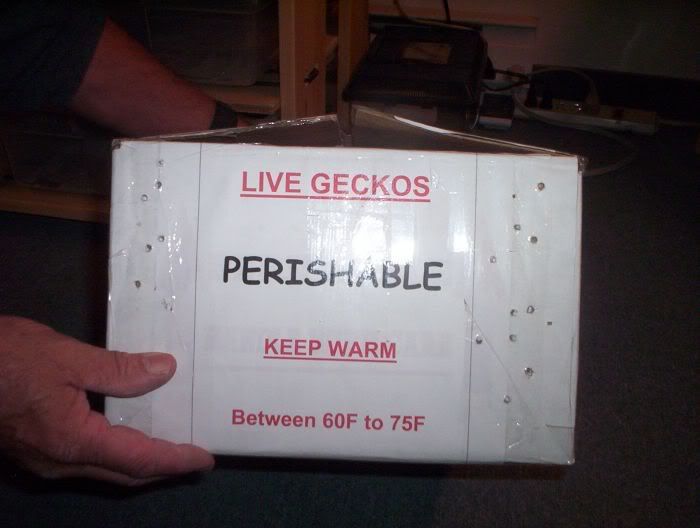 LIVE GECKOS
PERISHABLE
KEEP WARM
Between 60F to 75F